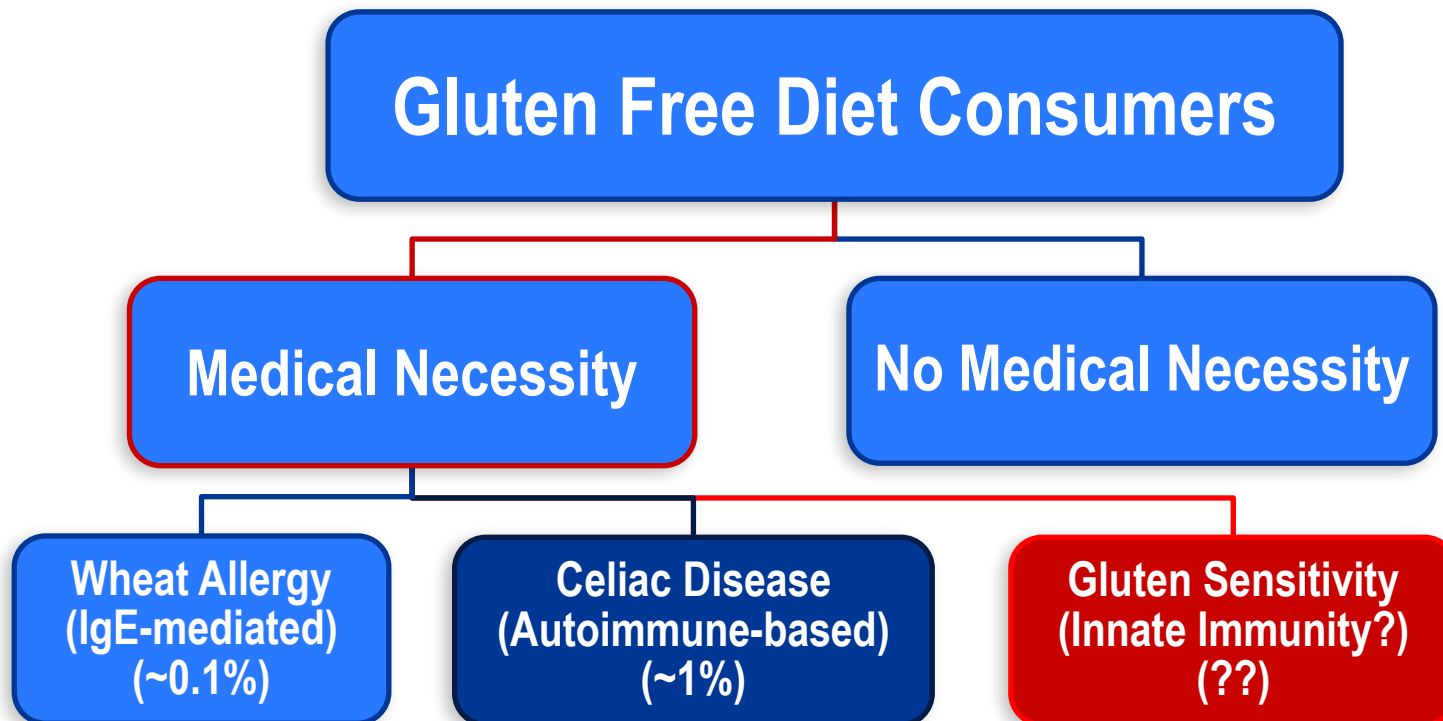 Gluten Free Diet Consumers
Medical Necessity
No Medical Necessity
Wheat Allergy
(IgE-mediated)
(~0.1%)
Celiac Disease
(Autoimmune-based)
(~1%)
Gluten Sensitivity
(Innate Immunity?)
(??)